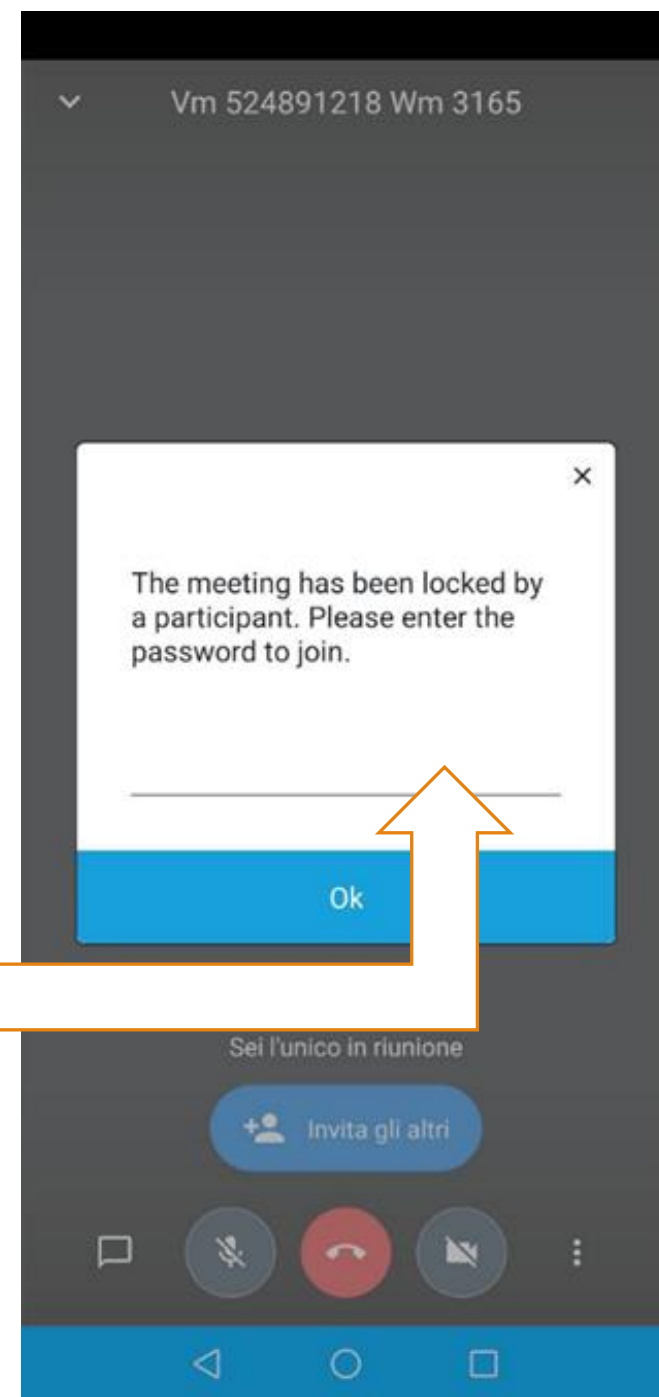 Vm 524891218 Wm 3165
The meeting has been locked by
a participant. Please enter the
password to join.
Ok
Sei l'unico in riunione
Invita gli altri